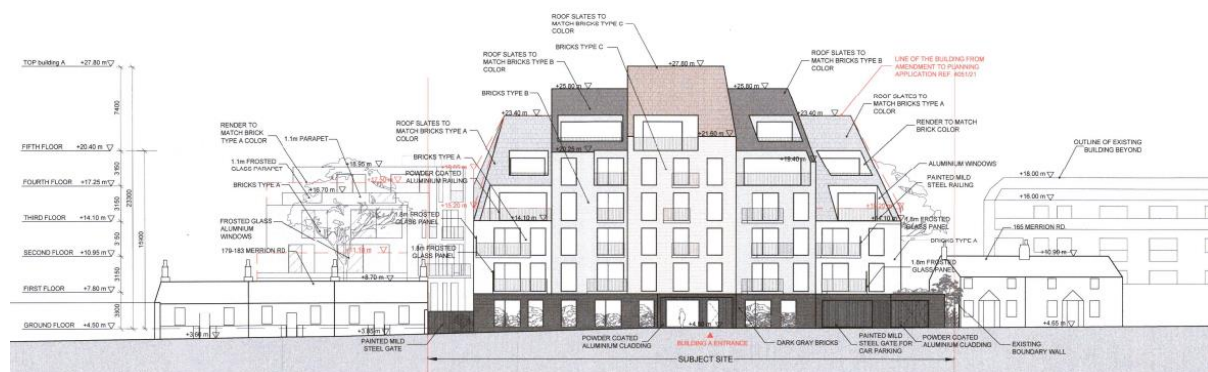 ROOF SLATES TO
MATCH BRICKS TYPE C
COLOR
BRICKS TYPE C
ROOF SLATES TO
MATCH BRICKS TYPE B
COLOR
BRICKS TYPE B
ROOF SLATES TO
MATCH BRICKS TYPE A
COLOR
BRICKS TYPE A
POWDER COATED
ALUMINIUM RAILING
1.8m FROSTED
GLASS PANEL
1.8m FROSTED
GLASS PANEL
TOP building A +27.80 m
FIFTH FLOOR +20.40 m
FOURTH FLOOR +17.25 m
THIRD FLOOR +14.10 m
SECOND FLOOR +10.95 m
FIRST FLOOR +7.80 m
GROUND FLOOR +4.50 m
7400
3150
3150
3150
3150
23300
RENDER TO
MATCH BRICK
TYPE A COLOR
1.1m PARAPET
1.1m FROSTED
GLASS PARAPET
BRICKS TYPE A
FROSTED GLASS
ALUMNIUM
WINDOWS
179-183 MERRION RD.
+18.95 m
+16.70 m
+8.70 m
+3.85 m
PAINTED MILD
STEEL GATE
+27.80 m
+25.80 m
+25.80 m
+23.40 m
+23.40 m
+21.60 m
+20.25 m
+19.40 m
+14.10 m
ROOF SLATES TO
MATCH BRICKS TYPE B
COLOR
LINE OF THE BUILDING FROM
AMENDMENT TO PLANNING
APPLICATION REF. 4051/21
ROOF SLATES TO
MATCH BRICKS TYPE A
COLOR
RENDER TO MATCH
BRICK COLOR
ALUMINIUM WINDOWS
PAINTED MILD
STEEL RAILING
1.8m FROSTED
GLASS PANEL
BRICKS TYPE A
1.8m FROSTED
GLASS PANEL
OUTLINE OF EXISTING
BUILDING BEYOND
+18.00 m
+16.00 m
165 MERRION RD.
+10.90 m
+4.65 m
POWDER COATED
ALUMINIUM CLADDING
BUILDING A ENTRANCE
DARK GRAY BRICKS
PAINTED MILD
STEEL GATE FOR
CAR PARKING
POWDER COATED
ALUMINIUM CLADDING
EXISTING
BOUNDARY WALL
SUBJECT SITE